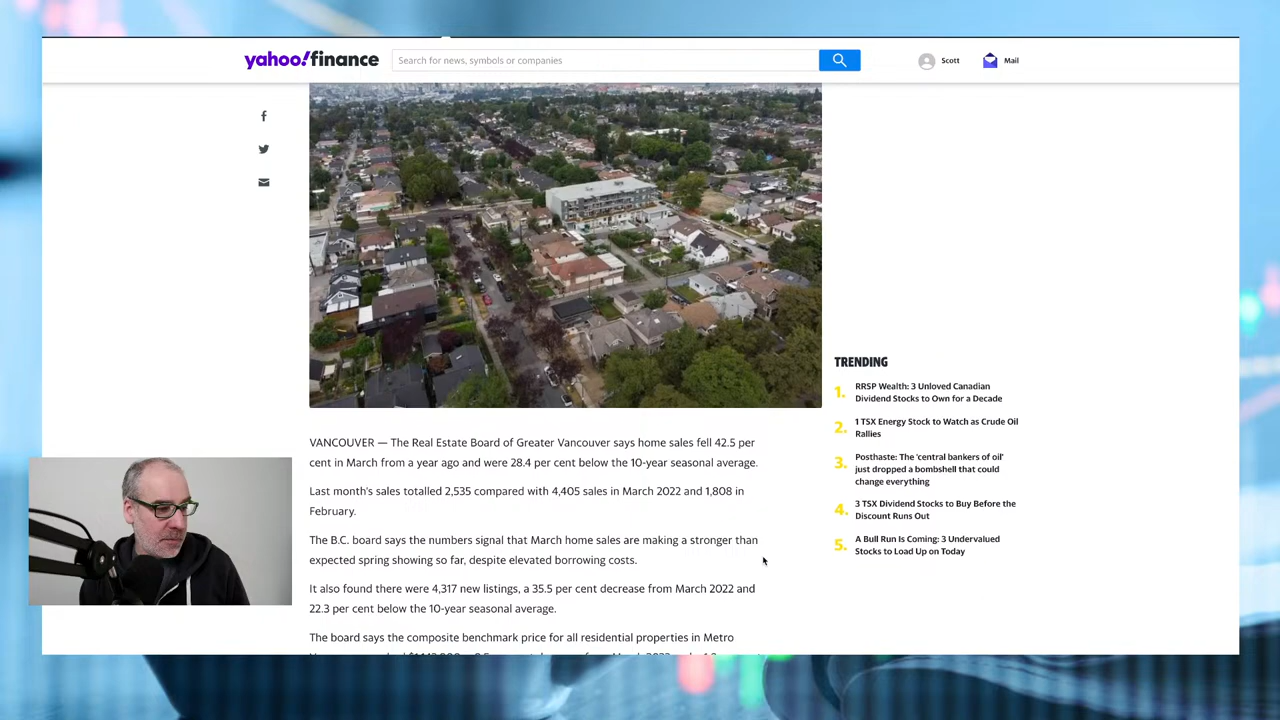 yahoo!finance
Search for news, symbols or companies
Scott
Mail
VANCOUVER — The Real Estate Board of Greater Vancouver says home sales fell 42.5 per
cent in March from a year ago and were 28.4 per cent below the 10-year seasonal average.
Last month's sales totalled 2,535 compared with 4,405 sales in March 2022 and 1,808 in
February.
The B.C. board says the numbers signal that March home sales are making a stronger than
expected spring showing so far, despite elevated borrowing costs.
It also found there were 4,317 new listings, a 35.5 per cent decrease from March 2022 and
22.3 per cent below the 10-year seasonal average.
The board says the composite benchmark price for all residential properties in Metro
TRENDING
1. RRSP Wealth: 3 Unloved Canadian
Dividend Stocks to Own for a Decade
2. 1 TSX Energy Stock to Watch as Crude Oil
Rallies
3. Posthaste: The 'central bankers of oil'
just dropped a bombshell that could
change everything
4. 3 TSX Dividend Stocks to Buy Before the
Discount Runs Out
5. A Bull Run Is Coming: 3 Undervalued
Stocks to Load Up on Today